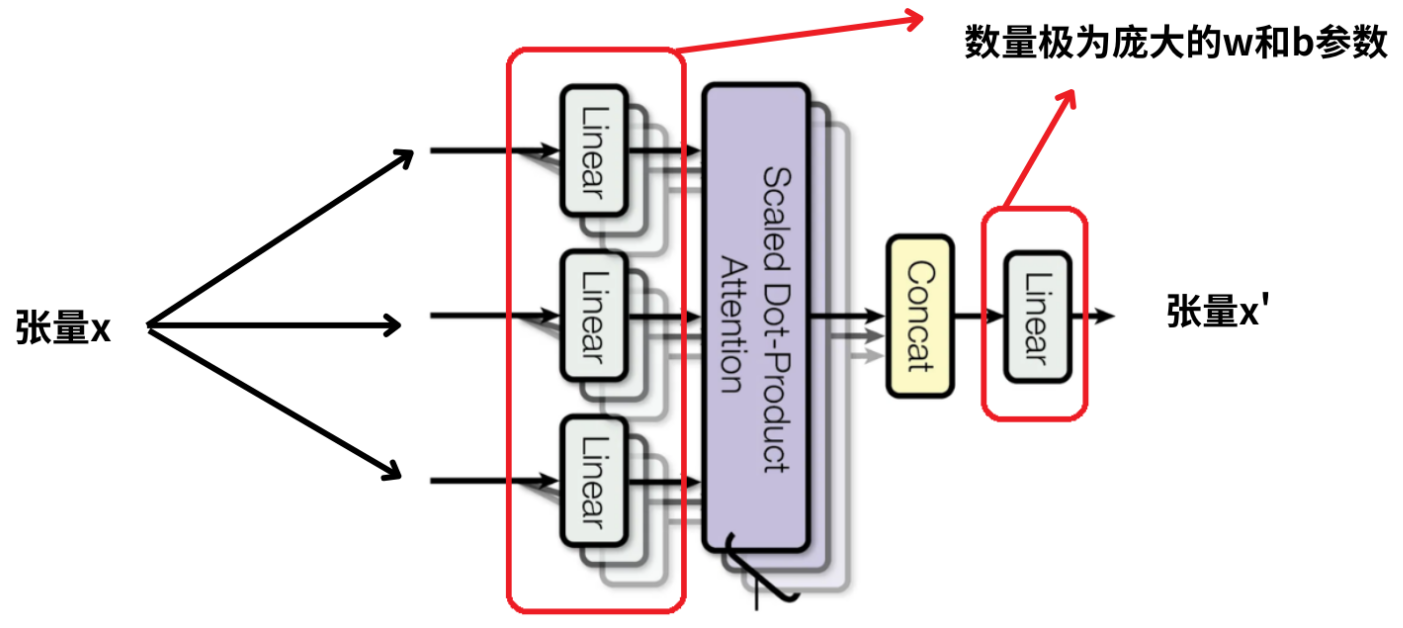 数量极为庞大的w和b参数
张量x
Linear
Linear
Linear
Scaled Dot-Product
Attention
Concat
Linear
张量x'